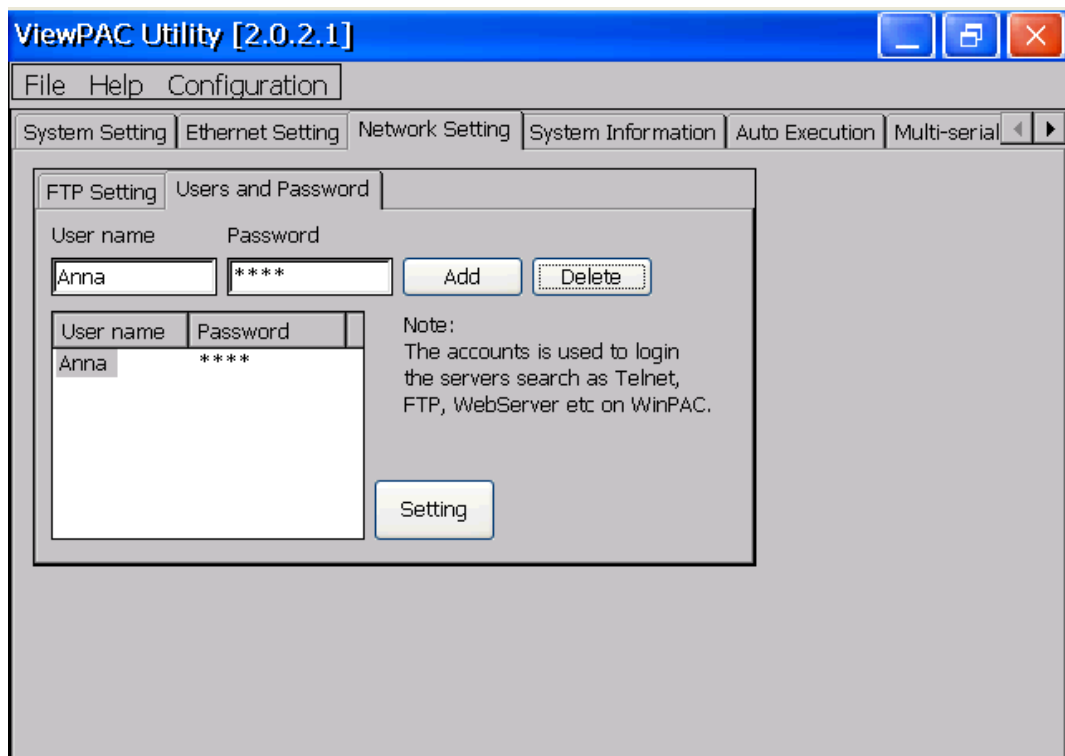 ViewPAC Utility [2.0.2.1]
File Help Configuration
System Setting Ethernet Setting Network Setting System Information Auto Execution Multi-serial
FTP Setting Users and Password
User name Password
Anna **** Add Delete
User name Password
Anna ****
Note:
The accounts is used to login
the servers search as Telnet,
FTP, WebServer etc on WinPAC.
Setting